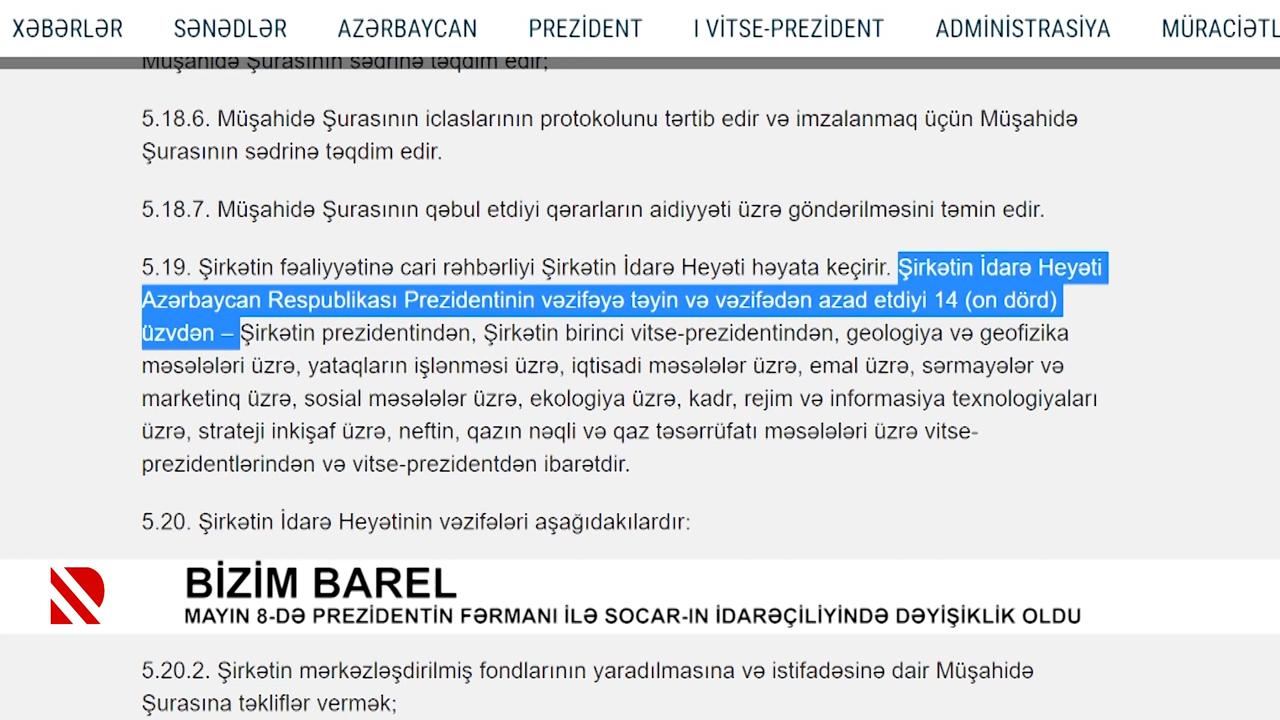 XƏBƏRLƏR SƏNƏDLƏR AZƏRBAYCAN PREZİDENT I VİTSE-PREZİDENT ADMİNİSTRASİYA MÜRACİƏTL
Müşahidə Şurasının sədrinə təqdim edir;
5.18.6. Müşahidə Şurasının iclaslarının protokolunu tərtib edir və imzalanmaq üçün Müşahidə
Şurasının sədrinə təqdim edir.
5.18.7. Müşahidə Şurasının qəbul etdiyi qərarların aidiyyəti üzrə göndərilməsini təmin edir.
5.19. Şirkətin fəaliyyətinə cari rəhbərliyi Şirkətin İdarə Heyəti həyata keçirir. Şirkətin İdarə Heyəti
Azərbaycan Respublikası Prezidentinin vəzifəyə təyin və vəzifədən azad etdiyi 14 (on dörd)
üzvdən – Şirkətin prezidentindən, Şirkətin birinci vitse-prezidentindən, geologiya və geofizika
məsələləri üzrə, yataqların işlənməsi üzrə, iqtisadi məsələlər üzrə, emal üzrə, sərmayələr və
marketinq üzrə, sosial məsələlər üzrə, ekologiya üzrə, kadr, rejim və informasiya texnologiyaları
üzrə, strateji inkişaf üzrə, neftin, qazın nəqli və qaz təsərrüfatı məsələləri üzrə vitse-
prezidentlərindən və vitse-prezidentdən ibarətdir.
5.20. Şirkətin İdarə Heyətinin vəzifələri aşağıdakılardır:
BİZİM BAREL
MAYIN 8-DƏ PREZİDENTİN FƏRMANI İLƏ SOCAR-IN İDARƏÇİLİYİNDƏ DƏYİŞİKLİK OLDU
5.20.2. Şirkətin mərkəzləşdirilmiş fondlarının yaradılmasına və istifadəsinə dair Müşahidə
Şurasına təkliflər vermək;